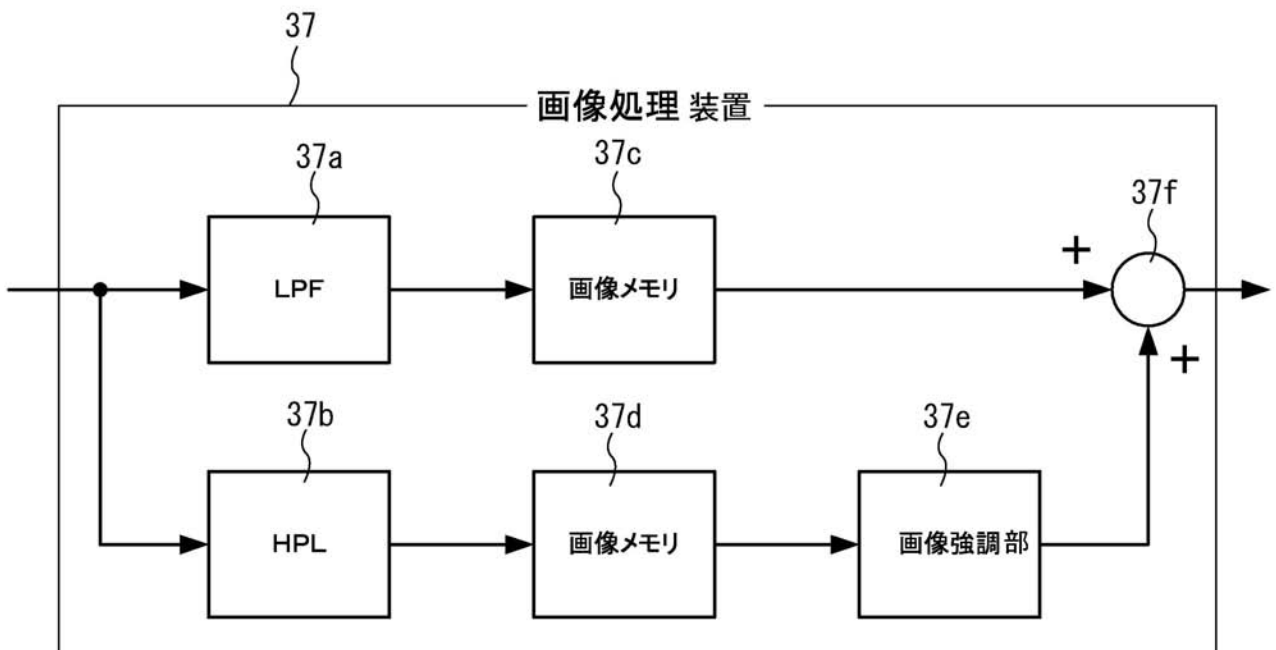 37
画像処理 装置
37a
37c
37f
+
LPF
画像メモリ
+
37b
37d
37e
HPL
画像メモリ
画像強調部